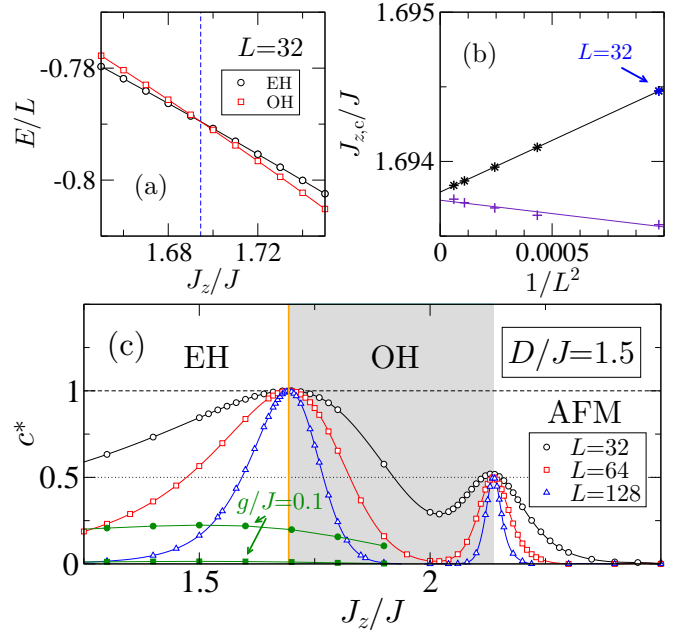 L=32
EH
OH
-0.78
-0.8
E/L
(a)
1.68
1.72
J_z/J
(b)
L=32
1.695
1.694
J_{z,c}/J
0
0.0005
1/L^2
(c)
EH
OH
D/J=1.5
AFM
L=32
L=64
L=128
g/J=0.1
1
0.5
0
c*
1.5
2
J_z/J